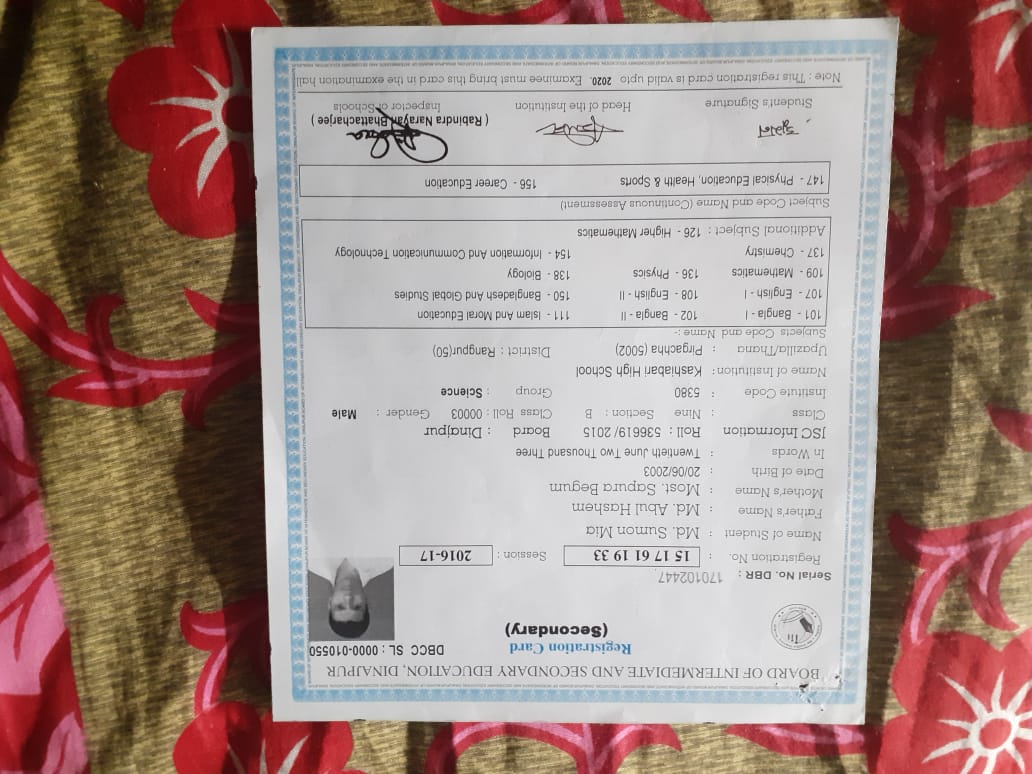 BOARD OF INTERMEDIATE AND SECONDARY EDUCATION, DINAJPUR
Registration Card
(Secondary)
DBCC SL : 0000-010550
Serial No. DBR : 170102447
Registration No. : 15 17 61 19 33 Session : 2016-17
Name of Student : Md. Sumon Mia
Father's Name : Md. Abul Hashem
Mother's Name : Most. Sapura Begum
Date of Birth : 20/06/2003
In Words : Twentieth June Two Thousand Three
JSC Information Roll : 536619/ 2015 Board : Dinajpur
Class : Nine Section : B Class Roll : 00003 Gender : Male
Institute Code : 5380 Group : Science
Name of Institution : Kashiabari High School
Upazilla/Thana : Pirgachha (5002) District : Rangpur(50)
Subjects Code and Name :-
101 - Bangla - I 102 - Bangla - II 111 - Islam And Moral Education
107 - English - I 108 - English - II 150 - Bangladesh And Global Studies
109 - Mathematics 136 - Physics 138 - Biology
137 - Chemistry 154 - Information And Communication Technology
Additional Subject : 126 - Higher Mathematics
Subject Code and Name (Continuous Assessment)
147 - Physical Education, Health & Sports 156 - Career Education
সুমন
Student's Signature
Head of the Institution
( Rabindra Narayan Bhattacharjee )
Inspector of Schools
Note : This registration card is valid upto 2020. Examinee must bring this card in the examination hall